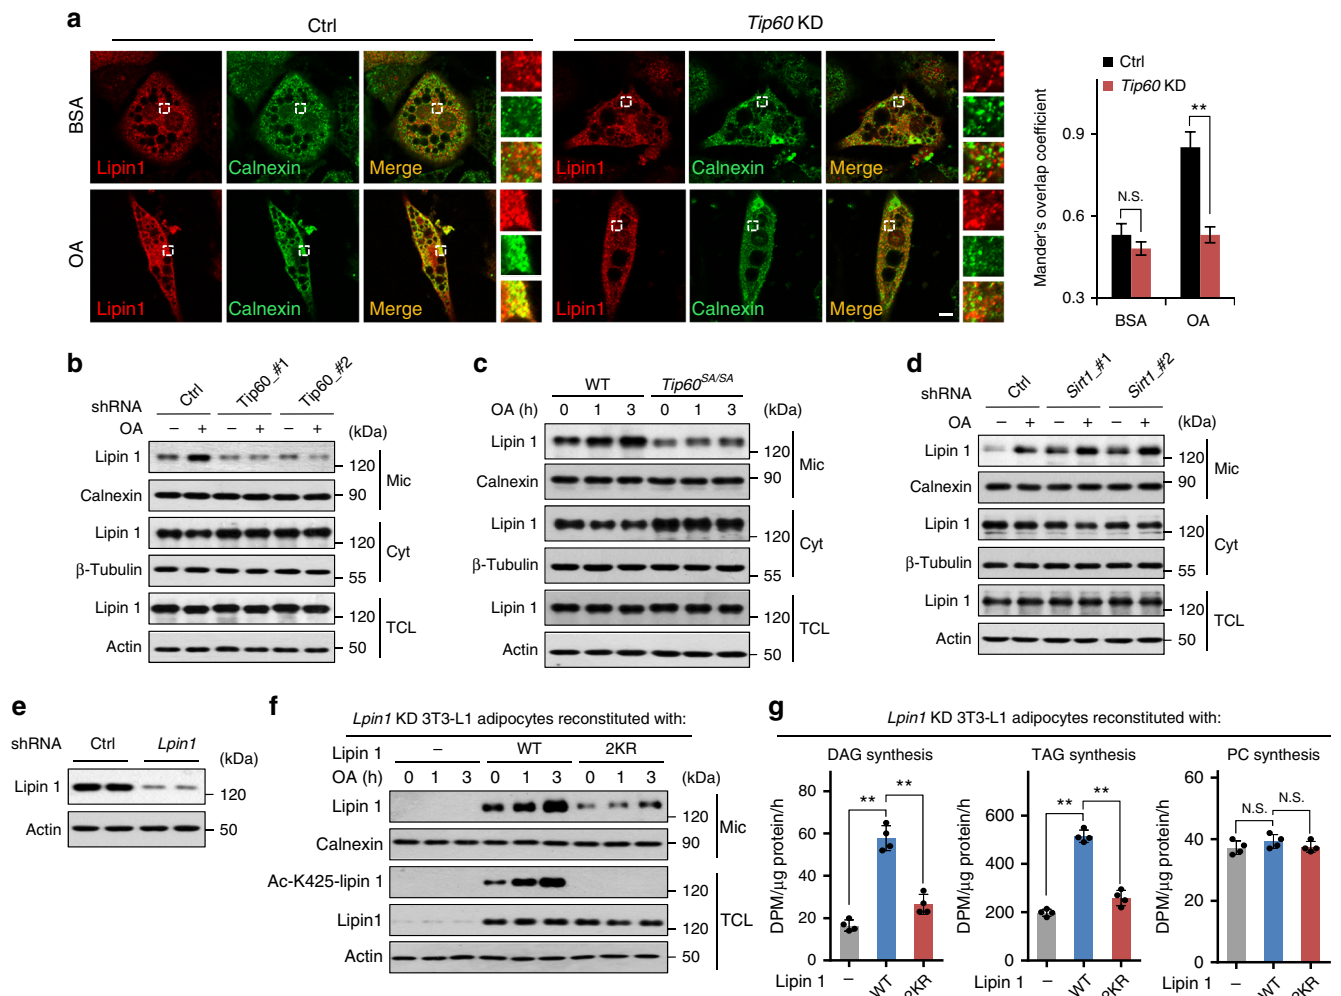 a
Ctrl
Tip60 KD
BSA
Lipin1
Calnexin
Merge
Lipin1
Calnexin
Merge
OA
Lipin1
Calnexin
Merge
Lipin1
Calnexin
Merge
Ctrl
Tip60 KD
Mander's overlap coefficient
0.9
0.6
0.3
N.S.
**
BSA
OA
b
shRNA
Ctrl
Tip60_#1
Tip60_#2
OA
– + – + – +
(kDa)
Lipin 1
120
Calnexin
90
Mic
Lipin 1
120
β-Tubulin
55
Cyt
Lipin 1
120
Actin
50
TCL
c
WT
Tip60SA/SA
OA (h)
0 1 3 0 1 3
(kDa)
Lipin 1
120
Calnexin
90
Mic
Lipin 1
120
β-Tubulin
55
Cyt
Lipin 1
120
Actin
50
TCL
d
shRNA
Ctrl
Sirt1_#1
Sirt1_#2
OA
– + – + – +
(kDa)
Lipin 1
120
Calnexin
90
Mic
Lipin 1
120
β-Tubulin
55
Cyt
Lipin 1
120
Actin
50
TCL
e
shRNA
Ctrl
Lpin1
(kDa)
Lipin 1
120
Actin
50
f
Lpin1 KD 3T3-L1 adipocytes reconstituted with:
Lipin 1
– WT 2KR
OA (h)
0 1 3 0 1 3 0 1 3
(kDa)
Lipin 1
120
Calnexin
90
Mic
Ac-K425-lipin 1
120
Lipin1
120
Actin
50
TCL
g
Lpin1 KD 3T3-L1 adipocytes reconstituted with:
DAG synthesis
DPM/μg protein/h
80
60
40
20
0
** **
Lipin 1
– WT 2KR
TAG synthesis
DPM/μg protein/h
600
400
200
0
** **
Lipin 1
– WT 2KR
PC synthesis
DPM/μg protein/h
60
40
20
0
N.S. N.S.
Lipin 1
– WT 2KR